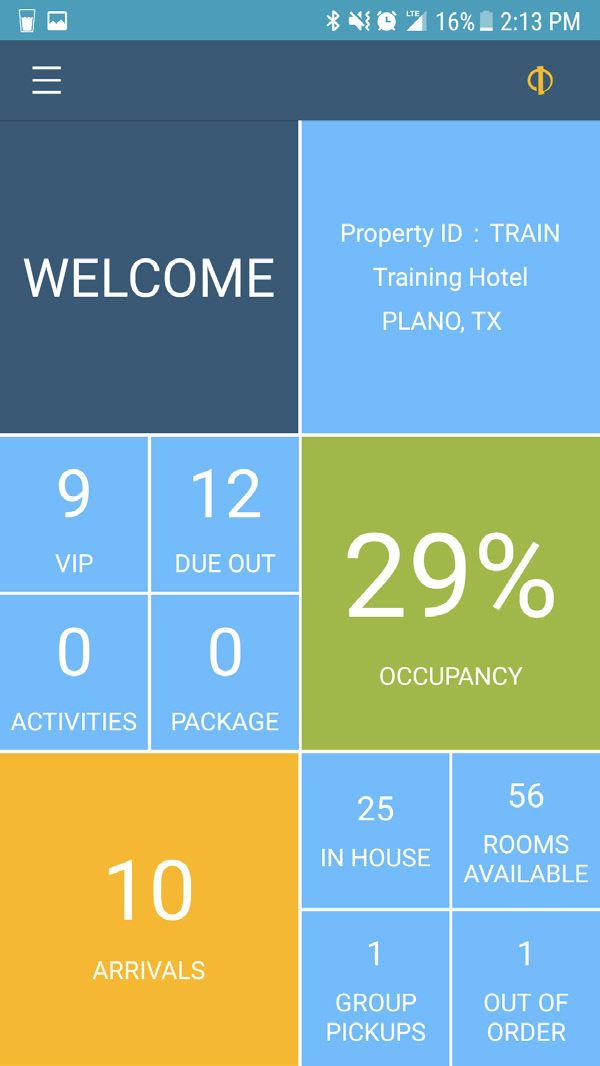 LTE 16% 2:13 PM
WELCOME
Property ID : TRAIN
Training Hotel
PLANO, TX
9
VIP
12
DUE OUT
0
ACTIVITIES
0
PACKAGE
29%
OCCUPANCY
10
ARRIVALS
25
IN HOUSE
56
ROOMS
AVAILABLE
1
GROUP
PICKUPS
1
OUT OF
ORDER